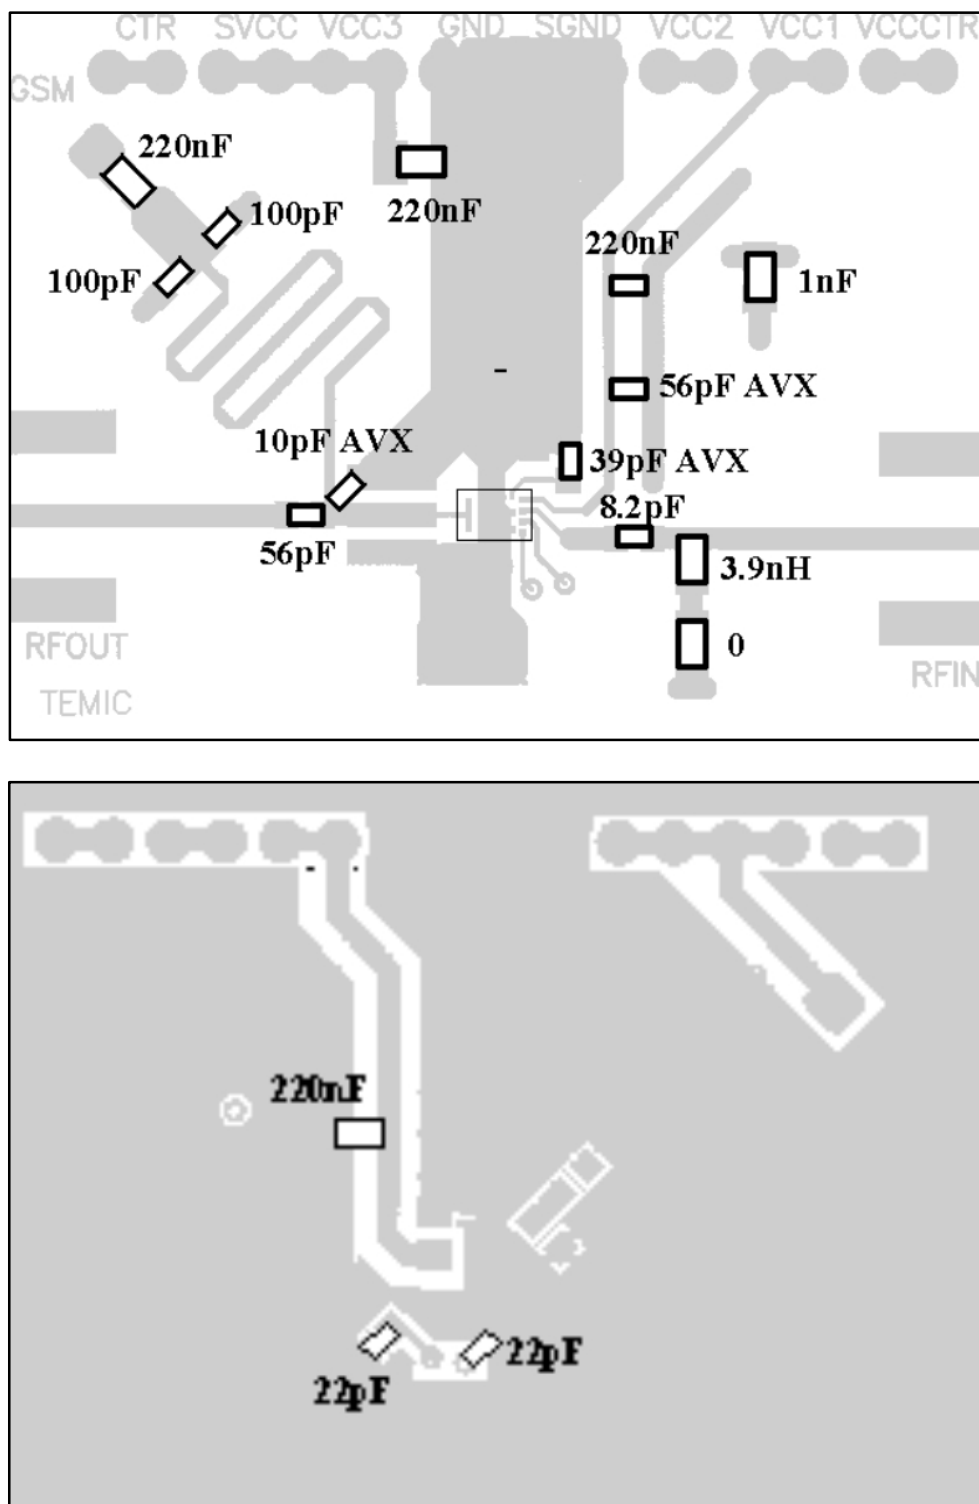 CTR SVCC VCC3 GND SGND VCC2 VCC1 VCCCTR
GSM
220nF
220nF
100pF
100pF
220nF
1nF
56pF AVX
10pF AVX
39pF AVX
8.2pF
56pF
3.9nH
0
RFOUT
RFIN
TEMIC
220nF
22pF
22pF